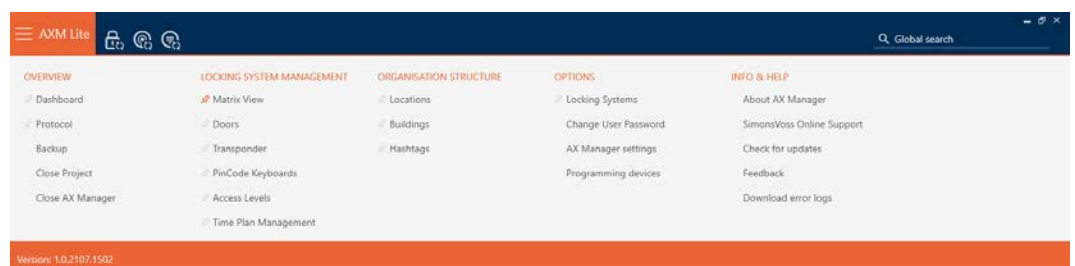 AXM Lite
Global search
OVERVIEW
Dashboard
Protocol
Backup
Close Project
Close AX Manager
LOCKING SYSTEM MANAGEMENT
Matrix View
Doors
Transponder
PinCode Keyboards
Access Levels
Time Plan Management
ORGANISATION STRUCTURE
Locations
Buildings
Hashtags
OPTIONS
Locking Systems
Change User Password
AX Manager settings
Programming devices
INFO & HELP
About AX Manager
SimonsVoss Online Support
Check for updates
Feedback
Download error logs
Version: 1.0.2107.1502